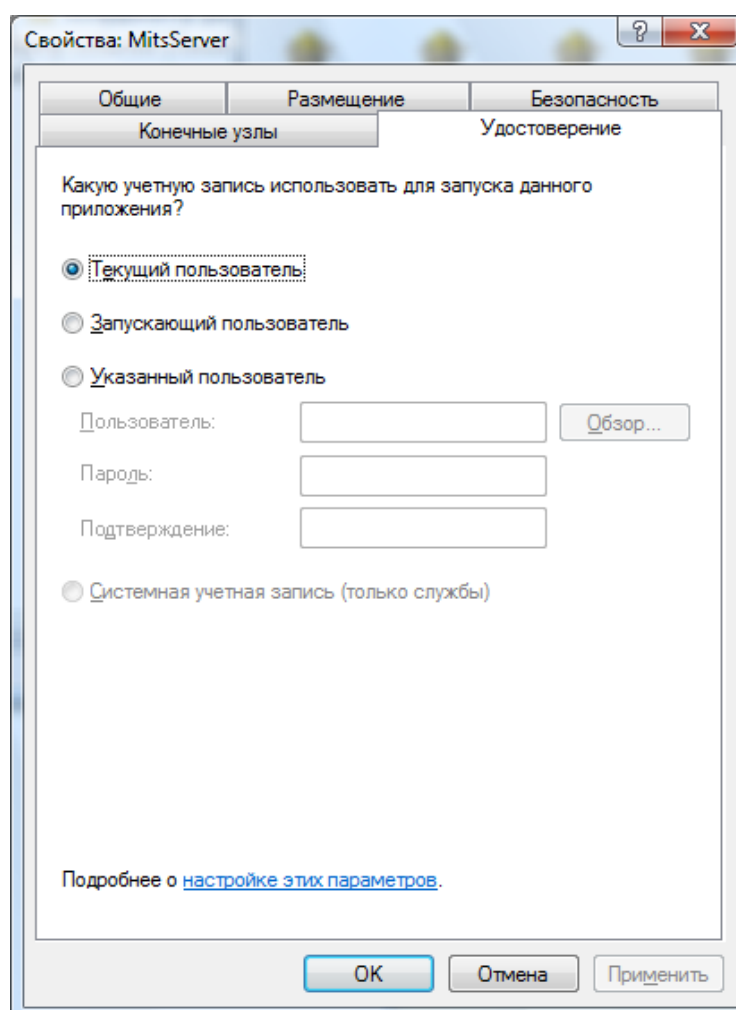 Свойства: MitsServer
Общие
Размещение
Безопасность
Конечные узлы
Удостоверение
Какую учетную запись использовать для запуска данного
приложения?
Текущий пользователь
Запускающий пользователь
Указанный пользователь
Пользователь:
Обзор...
Пароль:
Подтверждение:
Системная учетная запись (только службы)
Подробнее о настройке этих параметров.
OK
Отмена
Применить